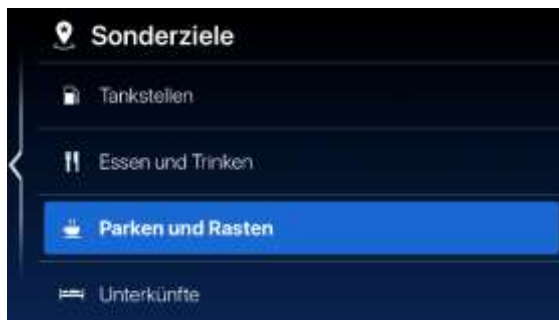 Sonderziele
Tankstellen
Essen und Trinken
Parken und Rasten
Unterkünfte